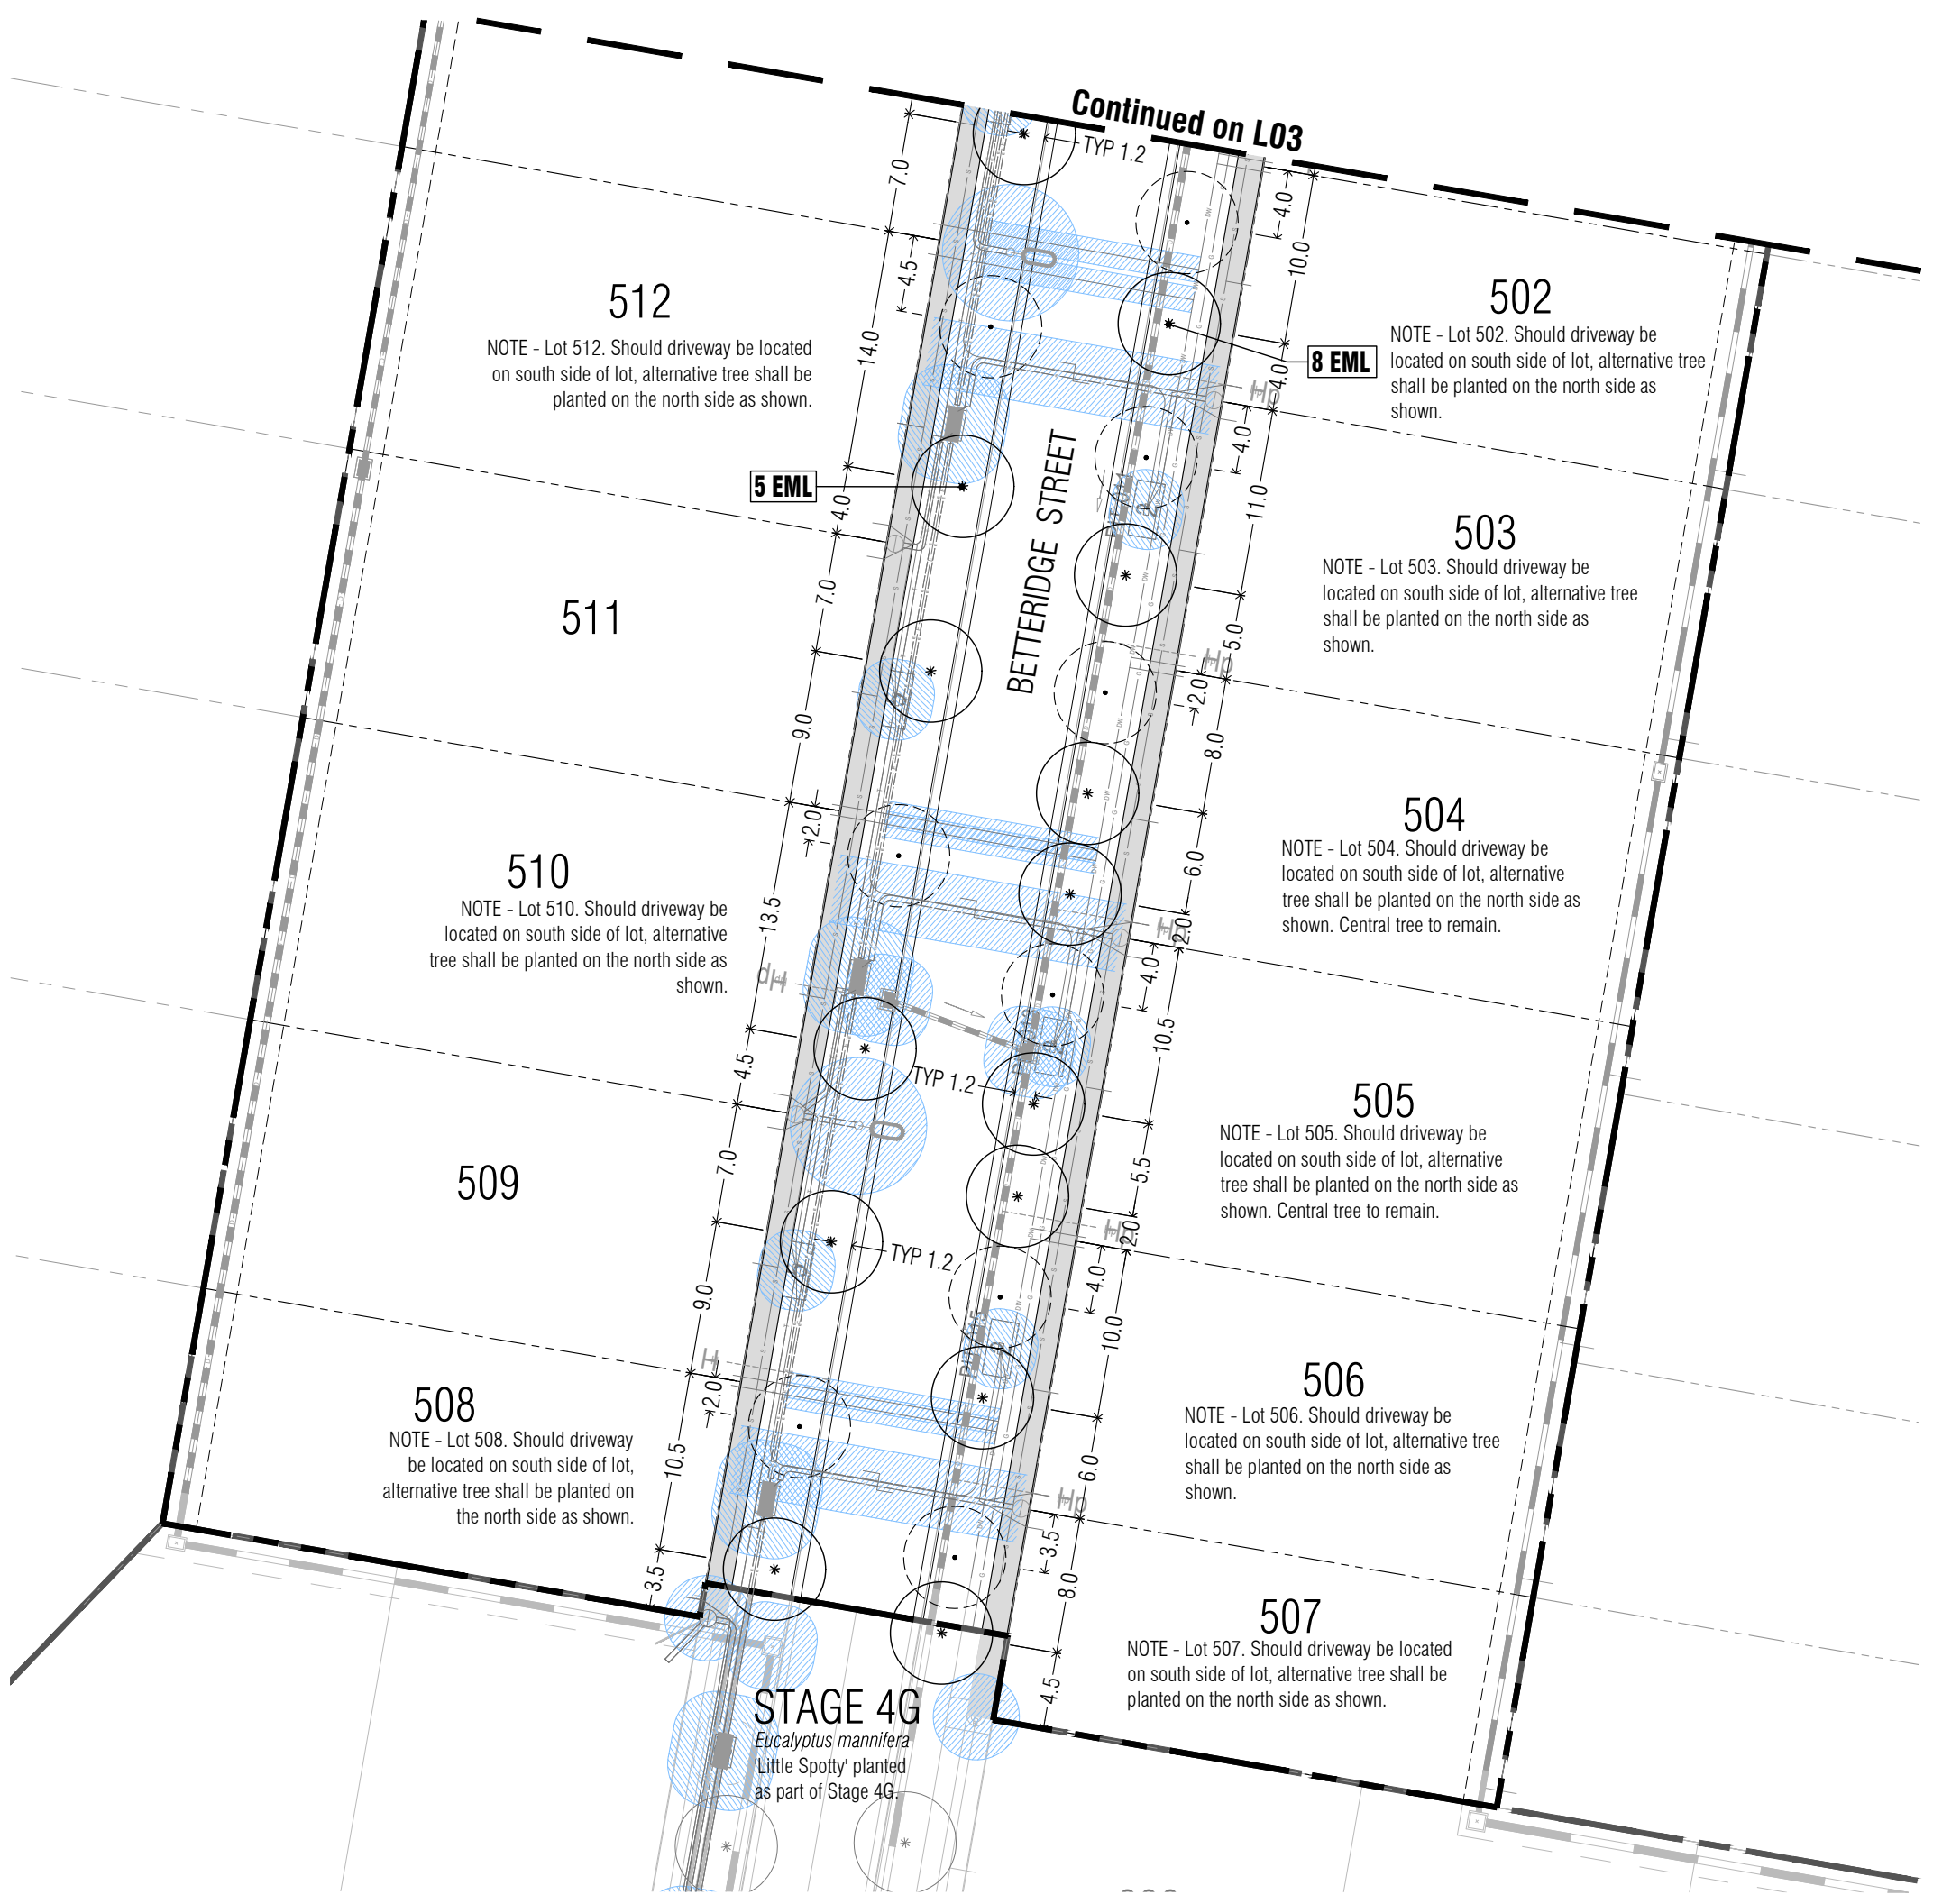 Continued on L03
TYP 1.2
7.0
4.0
10.0
4.5
14.0
512
NOTE - Lot 512. Should driveway be located
on south side of lot, alternative tree shall be
planted on the north side as shown.
502
NOTE - Lot 502. Should driveway be
located on south side of lot, alternative tree
shall be planted on the north side as
shown.
8 EML
4.0
Hp
4.0
5 EML
4.0
11.0
BETTERIDGE STREET
503
NOTE - Lot 503. Should driveway be
located on south side of lot, alternative tree
shall be planted on the north side as
shown.
511
7.0
5.0
Hp
2.0
9.0
8.0
504
NOTE - Lot 504. Should driveway be
located on south side of lot, alternative
tree shall be planted on the north side as
shown. Central tree to remain.
2.0
6.0
510
NOTE - Lot 510. Should driveway be
located on south side of lot, alternative
tree shall be planted on the north side as
shown.
13.5
2.0
Hp
4.0
Hp
10.5
4.5
TYP 1.2
505
NOTE - Lot 505. Should driveway be
located on south side of lot, alternative
tree shall be planted on the north side as
shown. Central tree to remain.
509
7.0
5.5
Hp
2.0
TYP 1.2
4.0
9.0
10.0
H
2.0
506
NOTE - Lot 506. Should driveway be
located on south side of lot, alternative tree
shall be planted on the north side as
shown.
508
NOTE - Lot 508. Should driveway
be located on south side of lot,
alternative tree shall be planted on
the north side as shown.
10.5
6.0
Hp
3.5
3.5
8.0
507
NOTE - Lot 507. Should driveway be located
on south side of lot, alternative tree shall be
planted on the north side as shown.
4.5
STAGE 4G
Eucalyptus mannifera
'Little Spotty' planted
as part of Stage 4G.